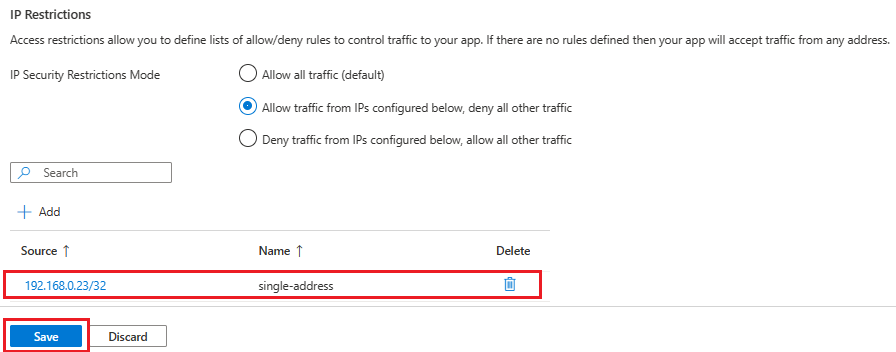 IP Restrictions
Access restrictions allow you to define lists of allow/deny rules to control traffic to your app. If there are no rules defined then your app will accept traffic from any address.
IP Security Restrictions Mode
Allow all traffic (default)
Allow traffic from IPs configured below, deny all other traffic
Deny traffic from IPs configured below, allow all other traffic
Search
+ Add
Source ↑ Name ↑ Delete
192.168.0.23/32 single-address
Save Discard